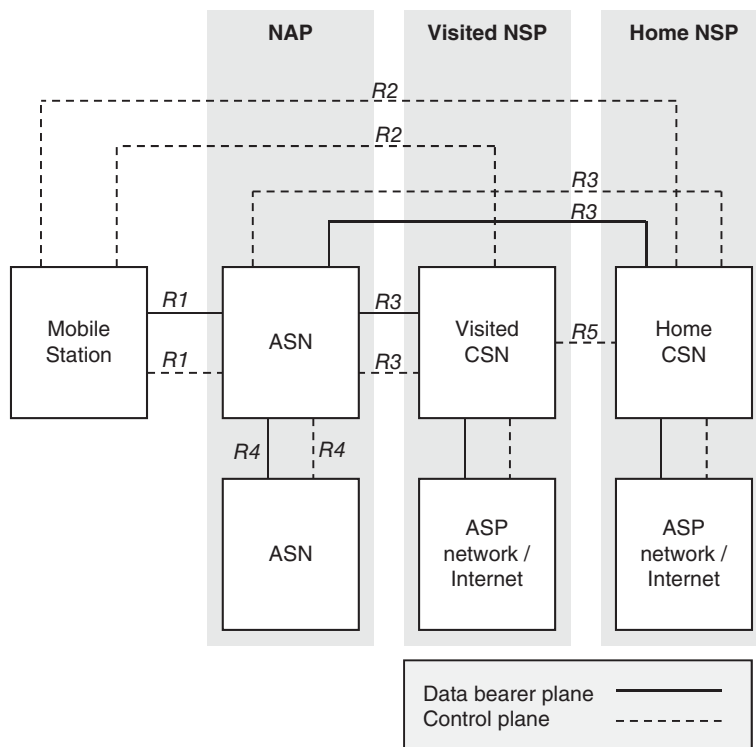 NAP
Visited NSP
Home NSP
R2
R2
R3
R3
R1
R3
R5
R1
R3
Mobile
Station
ASN
Visited
CSN
Home
CSN
R4
R4
ASN
ASP
network /
Internet
ASP
network /
Internet
Data bearer plane
Control plane